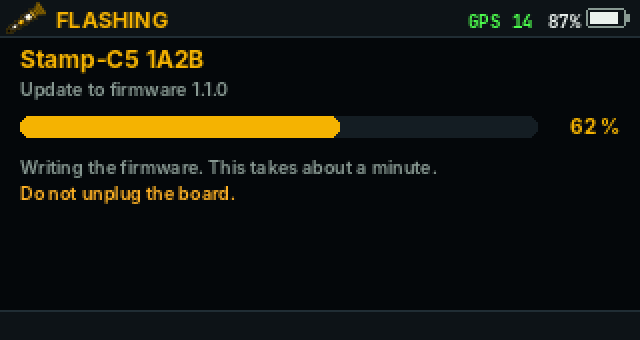 FLASHING
GPS 14 87%
Stamp-C5 1A2B
Update to firmware 1.1.0
62%
Writing the firmware. This takes about a minute.
Do not unplug the board.